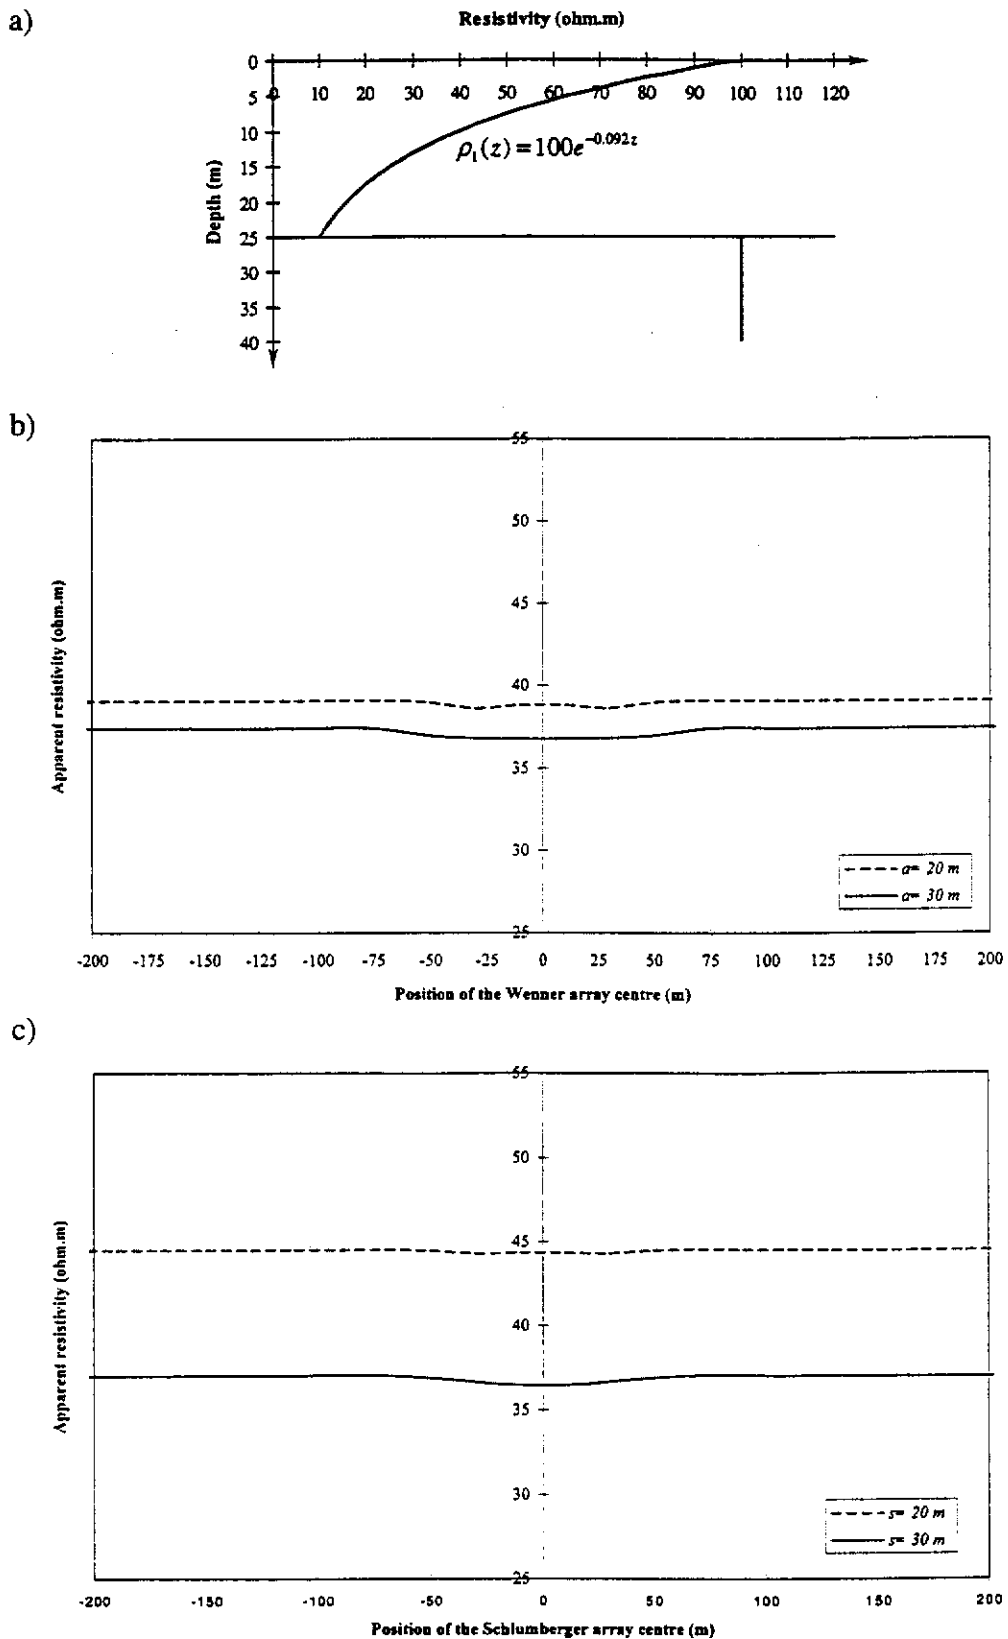 a)
Resistivity (ohm.m)
0 10 20 30 40 50 60 70 80 90 100 110 120
0
5
10
15
20
25
30
35
40
Depth (m)
ρ₁(z) = 100e^{-0.092z}
b)
55
50
45
40
35
30
25
Apparent resistivity (ohm.m)
a= 20 m
a= 30 m
-200 -175 -150 -125 -100 -75 -50 -25 0 25 50 75 100 125 150 175 200
Position of the Wenner array centre (m)
c)
55
50
45
40
35
30
25
Apparent resistivity (ohm.m)
s= 20 m
s= 30 m
-200 -150 -100 -50 0 50 100 150 200
Position of the Schlumberger array centre (m)